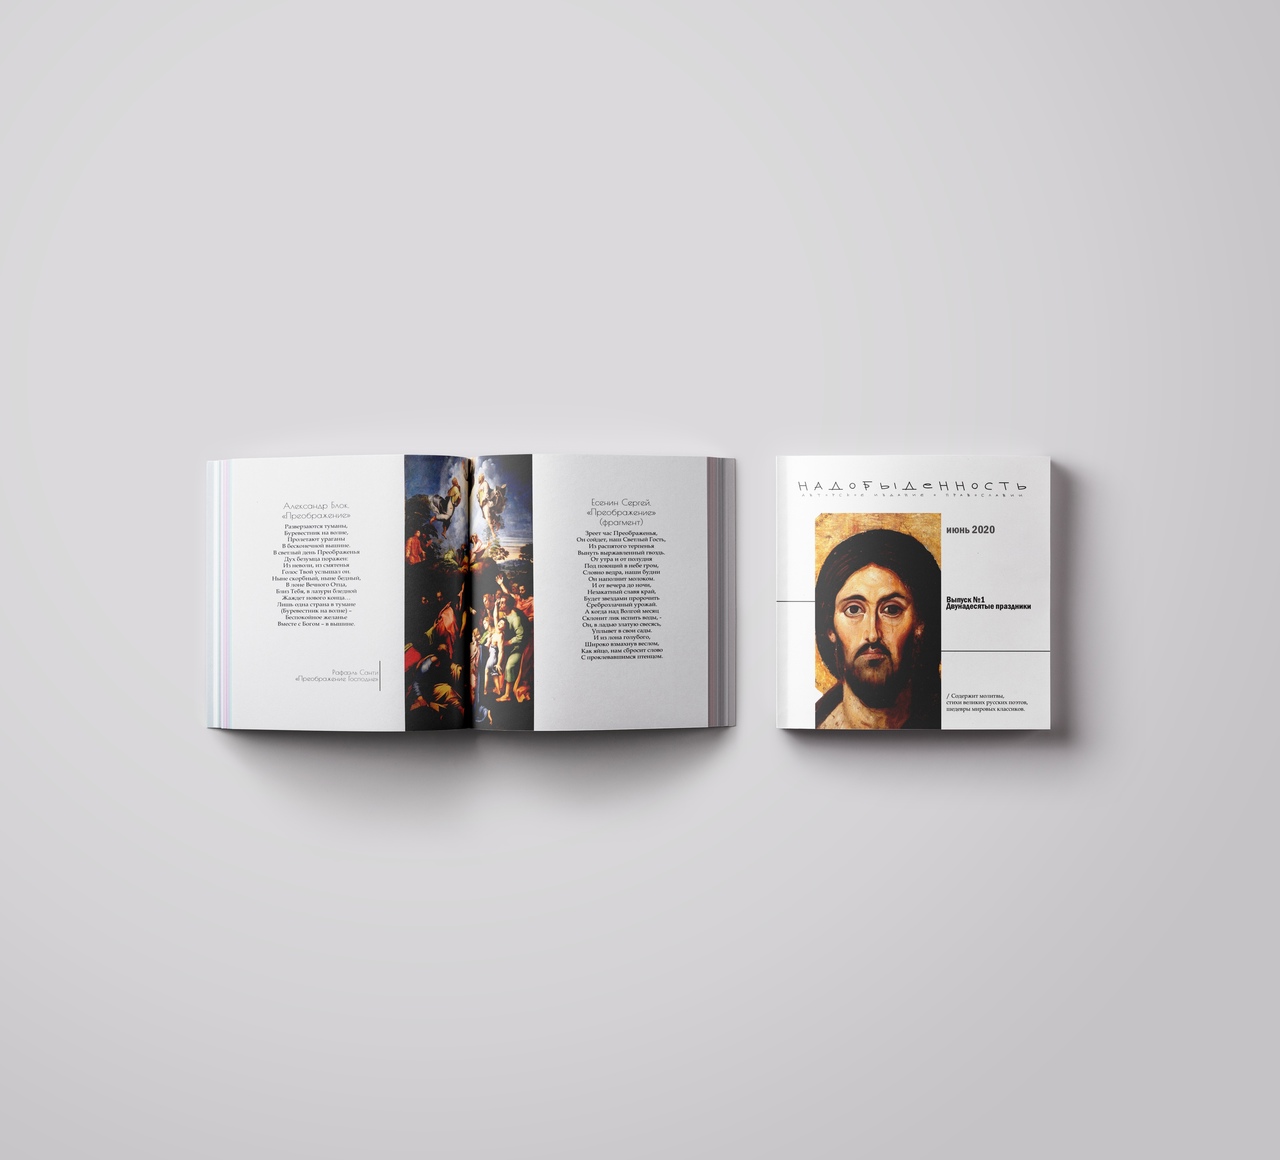 Александр Блок.
«Преображение»
Разверзаются туманы,
Буревестник на волне,
Пролетают ураганы
В бесконечной вышине.
В светлый день Преображенья
Дух безумца поражен:
Из неволи, из смятенья
Голос Твой услышал он.
Ныне скорбный, ныне бедный,
В лоне Вечного Отца,
Близ Тебя, в лазури бледной
Жаждет нового конца...
Лишь одна страна в тумане
(Буревестник на волне) –
Беспокойное желанье
Вместе с Богом – в вышине.
Рафаэль Санти
«Преображение Господне»
Есенин Сергей.
«Преображение»
(фрагмент)
Зреет час Преображенья,
Он сойдет, наш Светлый Гость,
Из распятого терпенья
Вынуть выржавленный гвоздь.
От утра и от полудня
Под поющий в небе гром,
Словно ведра, наши будни
Он наполнит молоком.
И от вечера до ночи,
Незакатный славя край,
Будет звездами пророчить
Среброзлачный урожай.
А когда над Волгой месяц
Склонит лик испить воды, -
Он, в ладью златую свесясь,
Уплывет в свои сады.
И из лона голубого,
Широко взмахнув веслом,
Как яйцо, нам сбросит слово
С проклевавшимся птенцом.
НАДОБЫДЕННОСТЬ
АВТОРСКОЕ ИЗДАНИЕ О ПРАВОСЛАВИИ
июнь 2020
Выпуск №1
Двунадесятые праздники
/ Содержит молитвы,
стихи великих русских поэтов,
шедевры мировых классиков.